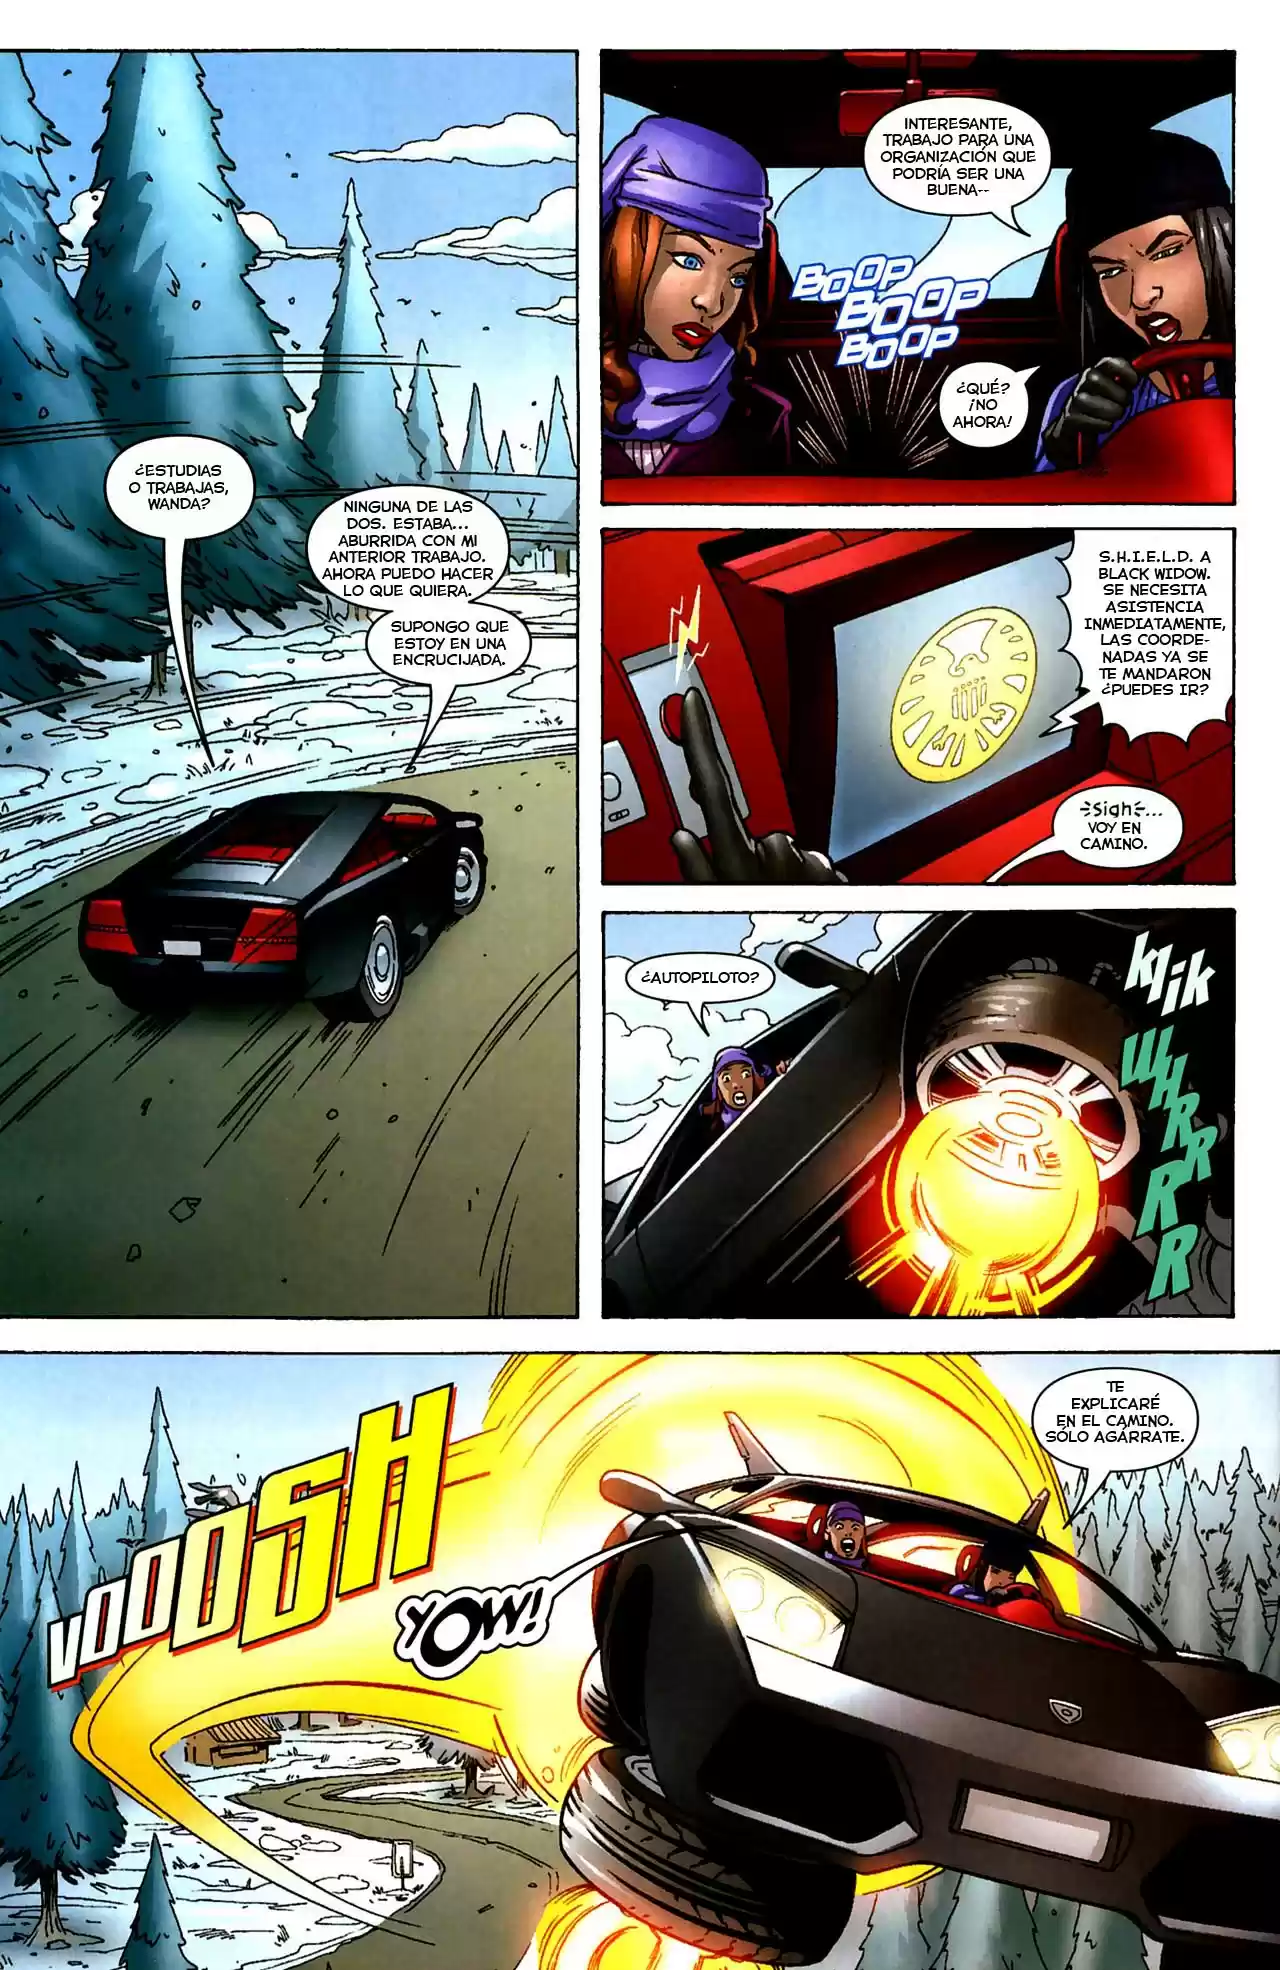 ¿ESTUDIAS
O TRABAJAS,
WANDA?
NINGUNA DE LAS
DOS. ESTABA...
ABURRIDA CON MI
ANTERIOR TRABAJO.
AHORA PUEDO HACER
LO QUE QUIERA.
SUPONGO QUE
ESTOY EN UNA
ENCRUCIJADA.
INTERESANTE,
TRABAJO PARA UNA
ORGANIZACIÓN QUE
PODRÍA SER UNA
BUENA--
BOOP
BOOP
BOOP
¿QUÉ?
¡NO
AHORA!
S.H.I.E.L.D. A
BLACK WIDOW.
SE NECESITA
ASISTENCIA
INMEDIATAMENTE,
LAS COORDE-
NADAS YA SE
TE MANDARON
¿PUEDES IR?
Sigh...
VOY EN
CAMINO.
¿AUTOPILOTO?
klik
WHRRRRR
TE
EXPLICARÉ
EN EL CAMINO.
SÓLO AGÁRRATE.
VOOOOSH
YOW!